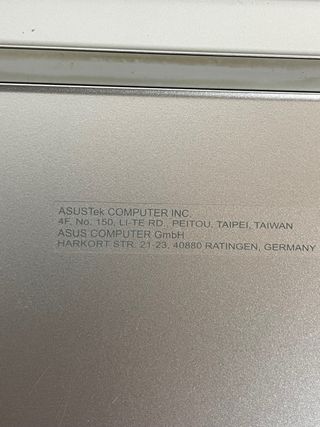 ASUSTek COMPUTER INC.
4F, No. 150, LI-TE RD., PEITOU, TAIPEI, TAIWAN
ASUS COMPUTER GmbH
HARKORT STR. 21-23, 40880 RATINGEN, GERMANY